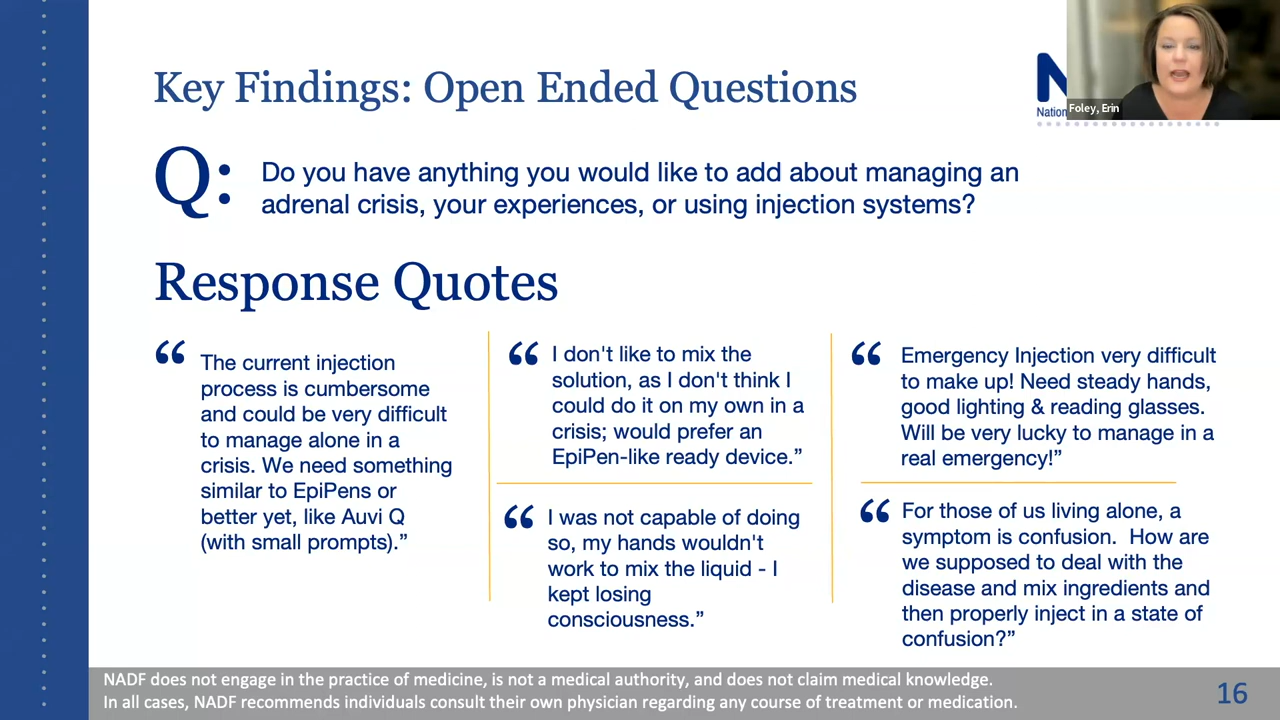 Key Findings: Open Ended Questions
N
Nation
Foley, Erin
Q:
Do you have anything you would like to add about managing an
adrenal crisis, your experiences, or using injection systems?
Response Quotes
“
The current injection
process is cumbersome
and could be very difficult
to manage alone in a
crisis. We need something
similar to EpiPens or
better yet, like Auvi Q
(with small prompts).”
“
I don't like to mix the
solution, as I don't think I
could do it on my own in a
crisis; would prefer an
EpiPen-like ready device.”
“
I was not capable of doing
so, my hands wouldn't
work to mix the liquid - I
kept losing
consciousness.”
“
Emergency Injection very difficult
to make up! Need steady hands,
good lighting & reading glasses.
Will be very lucky to manage in a
real emergency!”
“
For those of us living alone, a
symptom is confusion.  How are
we supposed to deal with the
disease and mix ingredients and
then properly inject in a state of
confusion?”
NADF does not engage in the practice of medicine, is not a medical authority, and does not claim medical knowledge.
In all cases, NADF recommends individuals consult their own physician regarding any course of treatment or medication.
16